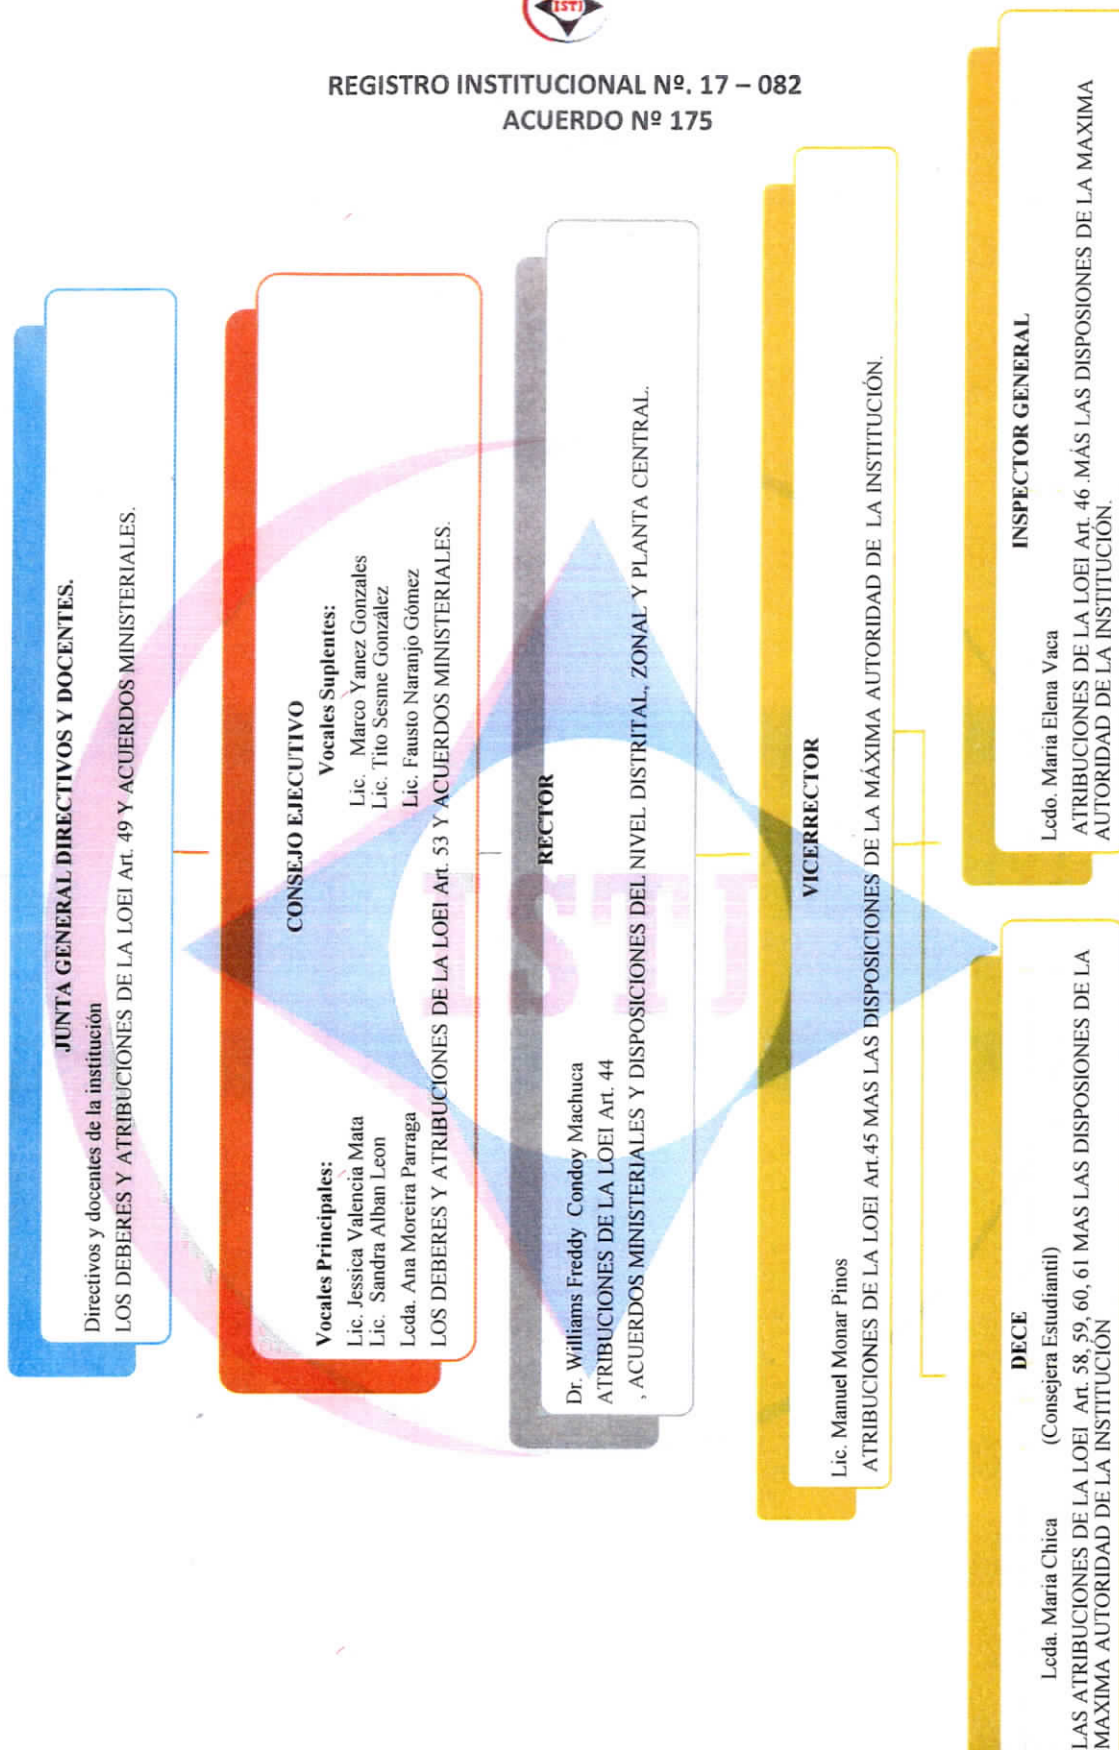 ISTJ
REGISTRO INSTITUCIONAL Nº. 17 – 082
ACUERDO Nº 175
JUNTA GENERAL DIRECTIVOS Y DOCENTES.
Directivos y docentes de la institución
LOS DEBERES Y ATRIBUCIONES DE LA LOEI Art. 49 Y ACUERDOS MINISTERIALES.
CONSEJO EJECUTIVO
Vocales Principales: Vocales Suplentes:
Lic. Jessica Valencia Mata Lic. Marco Yanez Gonzales
Lic. Sandra Alban Leon Lic. Tito Sesme González
Lcda. Ana Moreira Parraga Lic. Fausto Naranjo Gómez
LOS DEBERES Y ATRIBUCIONES DE LA LOEI Art. 53 Y ACUERDOS MINISTERIALES.
RECTOR
Dr. Williams Freddy Condoy Machuca
ATRIBUCIONES DE LA LOEI Art. 44
, ACUERDOS MINISTERIALES Y DISPOSICIONES DEL NIVEL DISTRITAL, ZONAL Y PLANTA CENTRAL.
ISTJ
VICERRECTOR
Lic. Manuel Monar Pinos
ATRIBUCIONES DE LA LOEI Art.45 MAS LAS DISPOSICIONES DE LA MÁXIMA AUTORIDAD DE LA INSTITUCIÓN.
DECE
Lcda. Maria Chica (Consejera Estudiantil)
LAS ATRIBUCIONES DE LA LOEI Art. 58, 59, 60, 61 MAS LAS DISPOSIONES DE LA
MAXIMA AUTORIDAD DE LA INSTITUCIÓN
INSPECTOR GENERAL
Lcdo. Maria Elena Vaca
ATRIBUCIONES DE LA LOEI Art. 46 .MÁS LAS DISPOSIONES DE LA MAXIMA
AUTORIDAD DE LA INSTITUCIÓN.